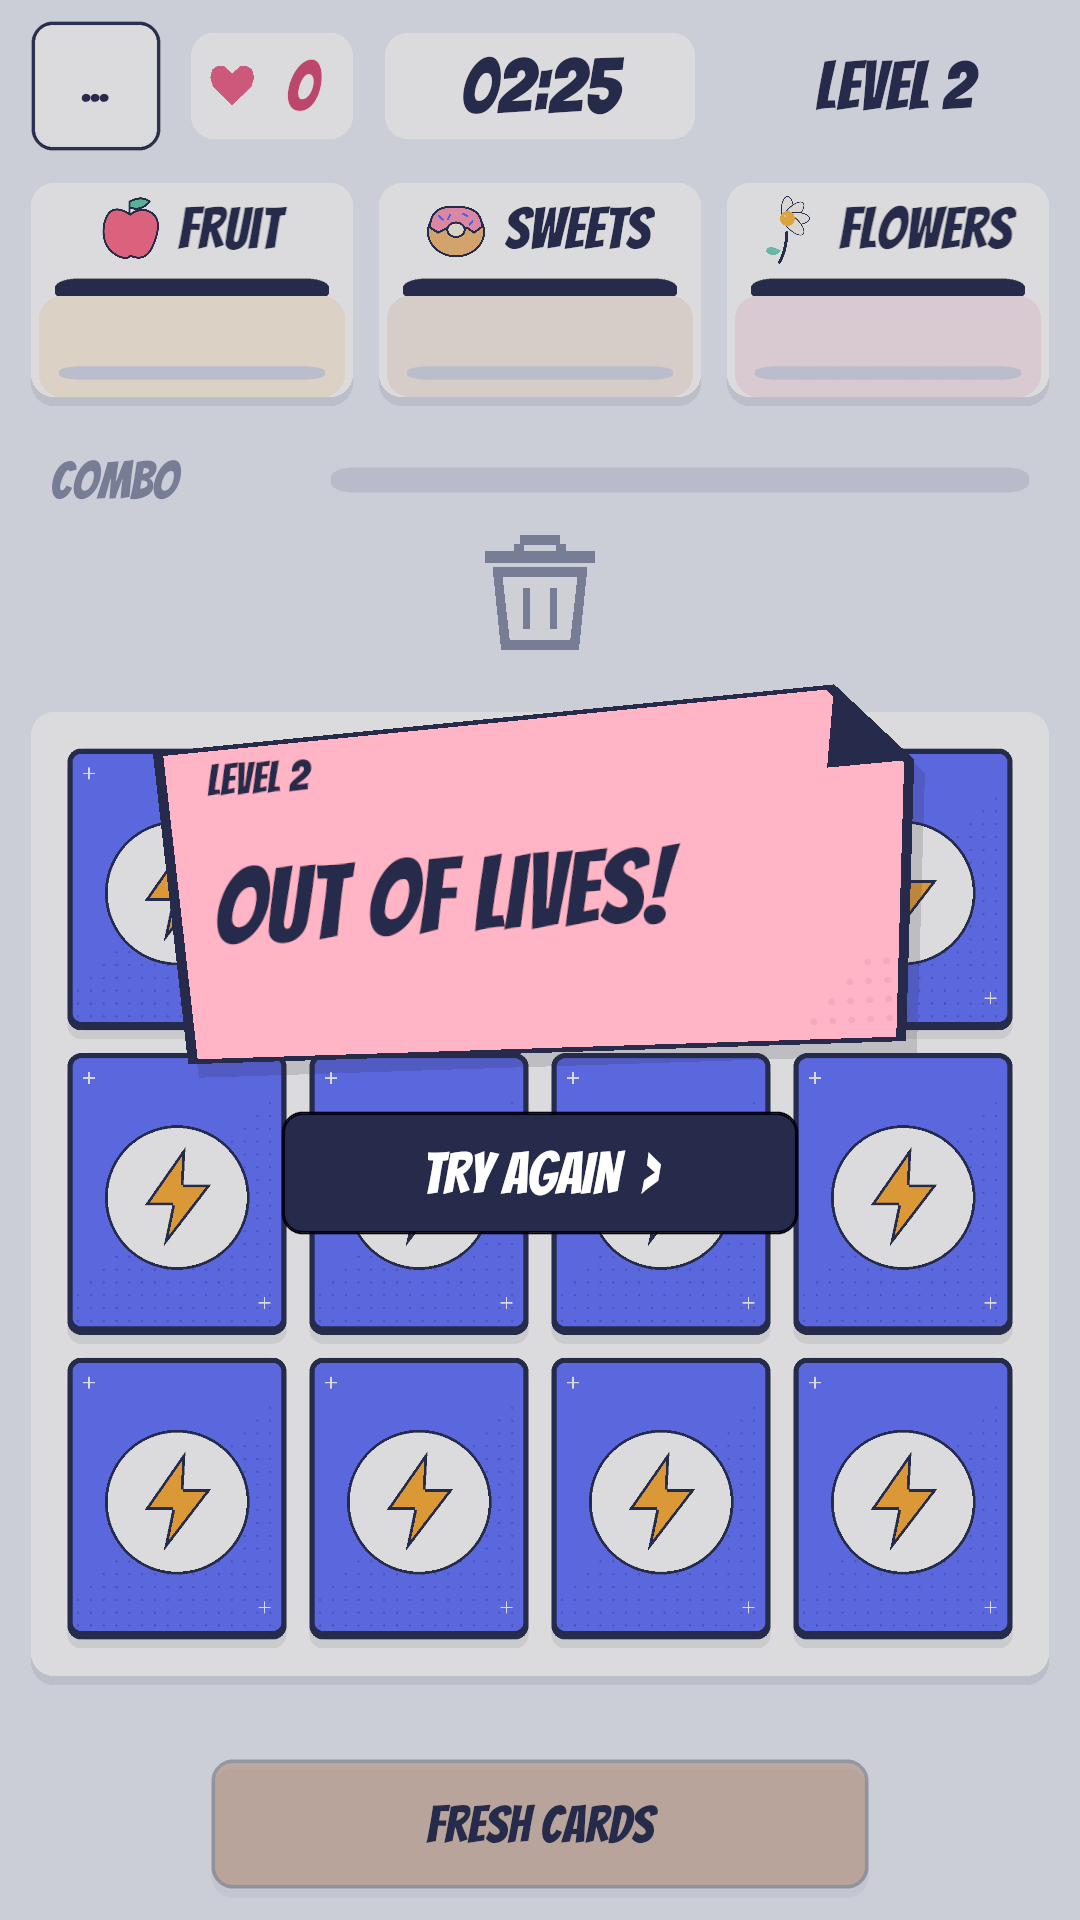 ...
0
02:25
LEVEL 2
FRUIT
SWEETS
FLOWERS
COMBO
LEVEL 2
OUT OF LIVES!
TRY AGAIN >
FRESH CARDS